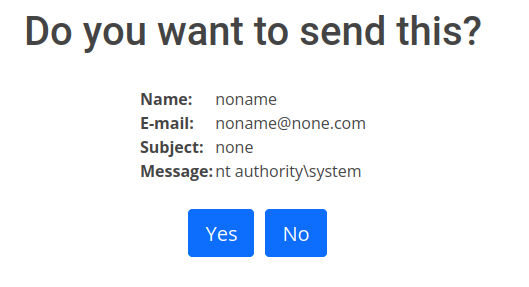 Do you want to send this?
Name: noname
E-mail: noname@none.com
Subject: none
Message: nt authority\system
Yes No